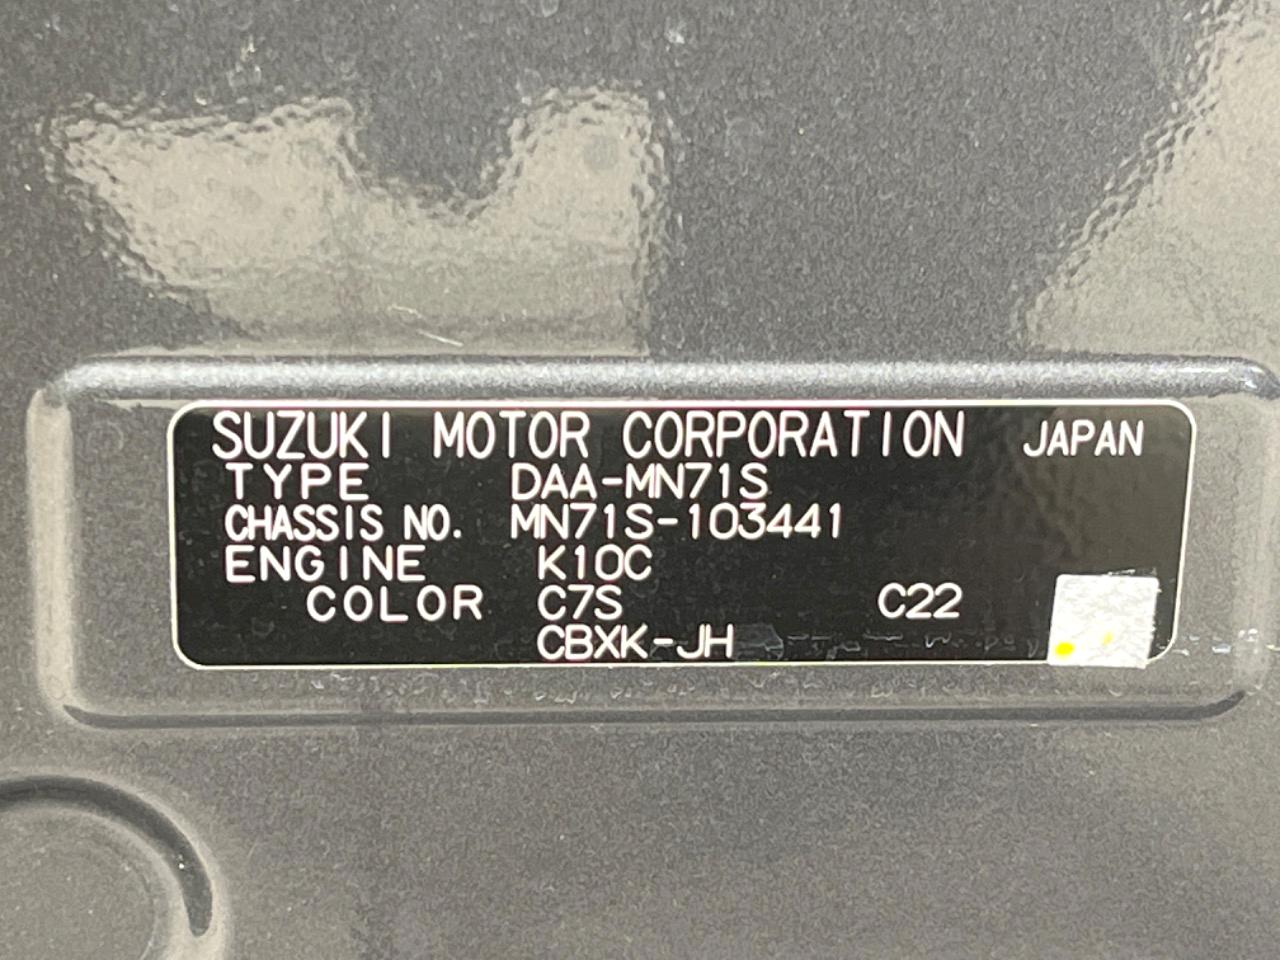 SUZUKI MOTOR CORPORATION JAPAN
TYPE DAA-MN71S
CHASSIS NO. MN71S-103441
ENGINE K10C
COLOR C7S C22
CBXK-JH